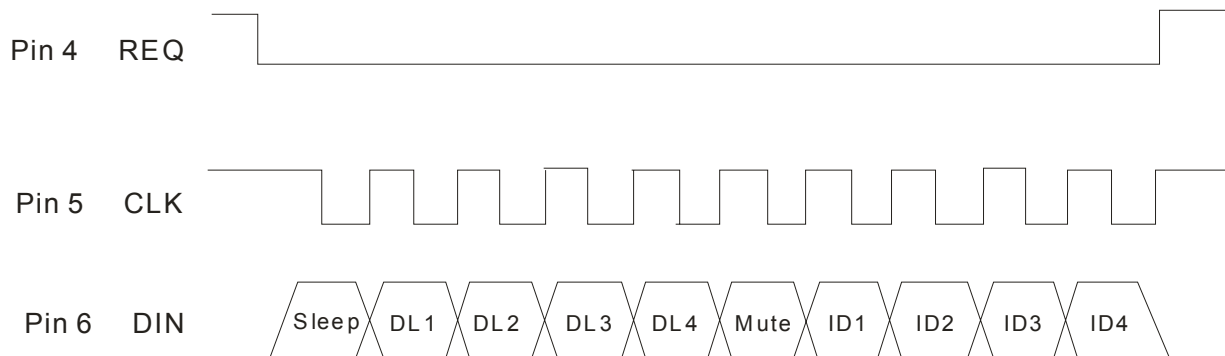 Pin 4 REQ
Pin 5 CLK
Pin 6 DIN Sleep DL1 DL2 DL3 DL4 Mute ID1 ID2 ID3 ID4